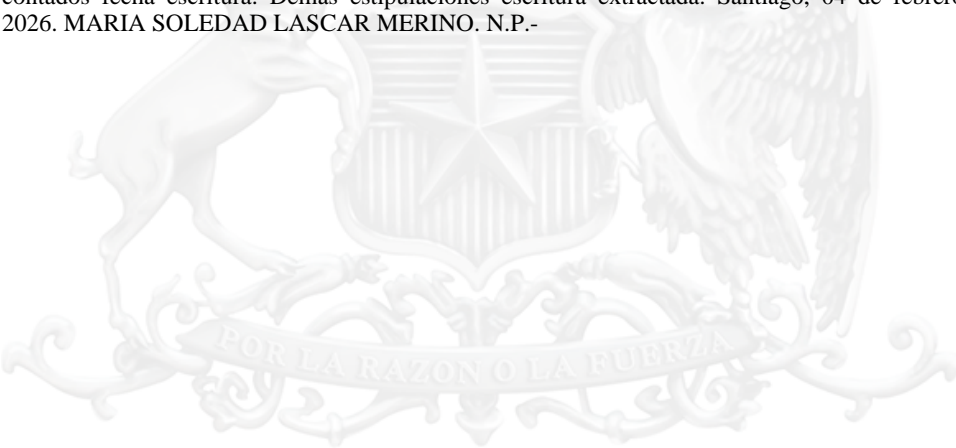 contados fecha escritura. Demás estipulaciones escritura extractada. Santiago, 04 de febrero
2026. MARIA SOLEDAD LASCAR MERINO. N.P.-
POR LA RAZON O LA FUERZA